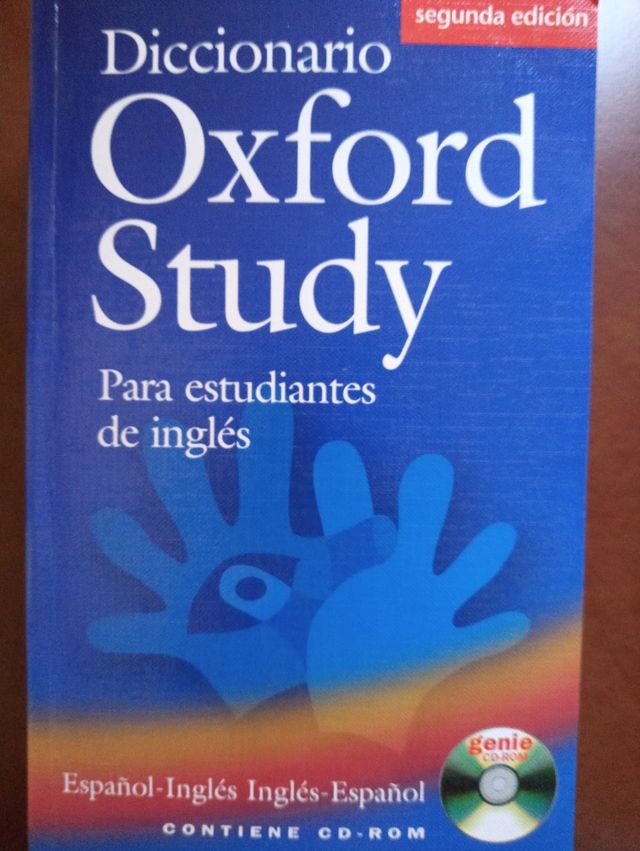 segunda edición
Diccionario
Oxford
Study
Para estudiantes
de inglés
genie
CD-ROM
Español-Inglés Inglés-Español
CONTIENE CD-ROM